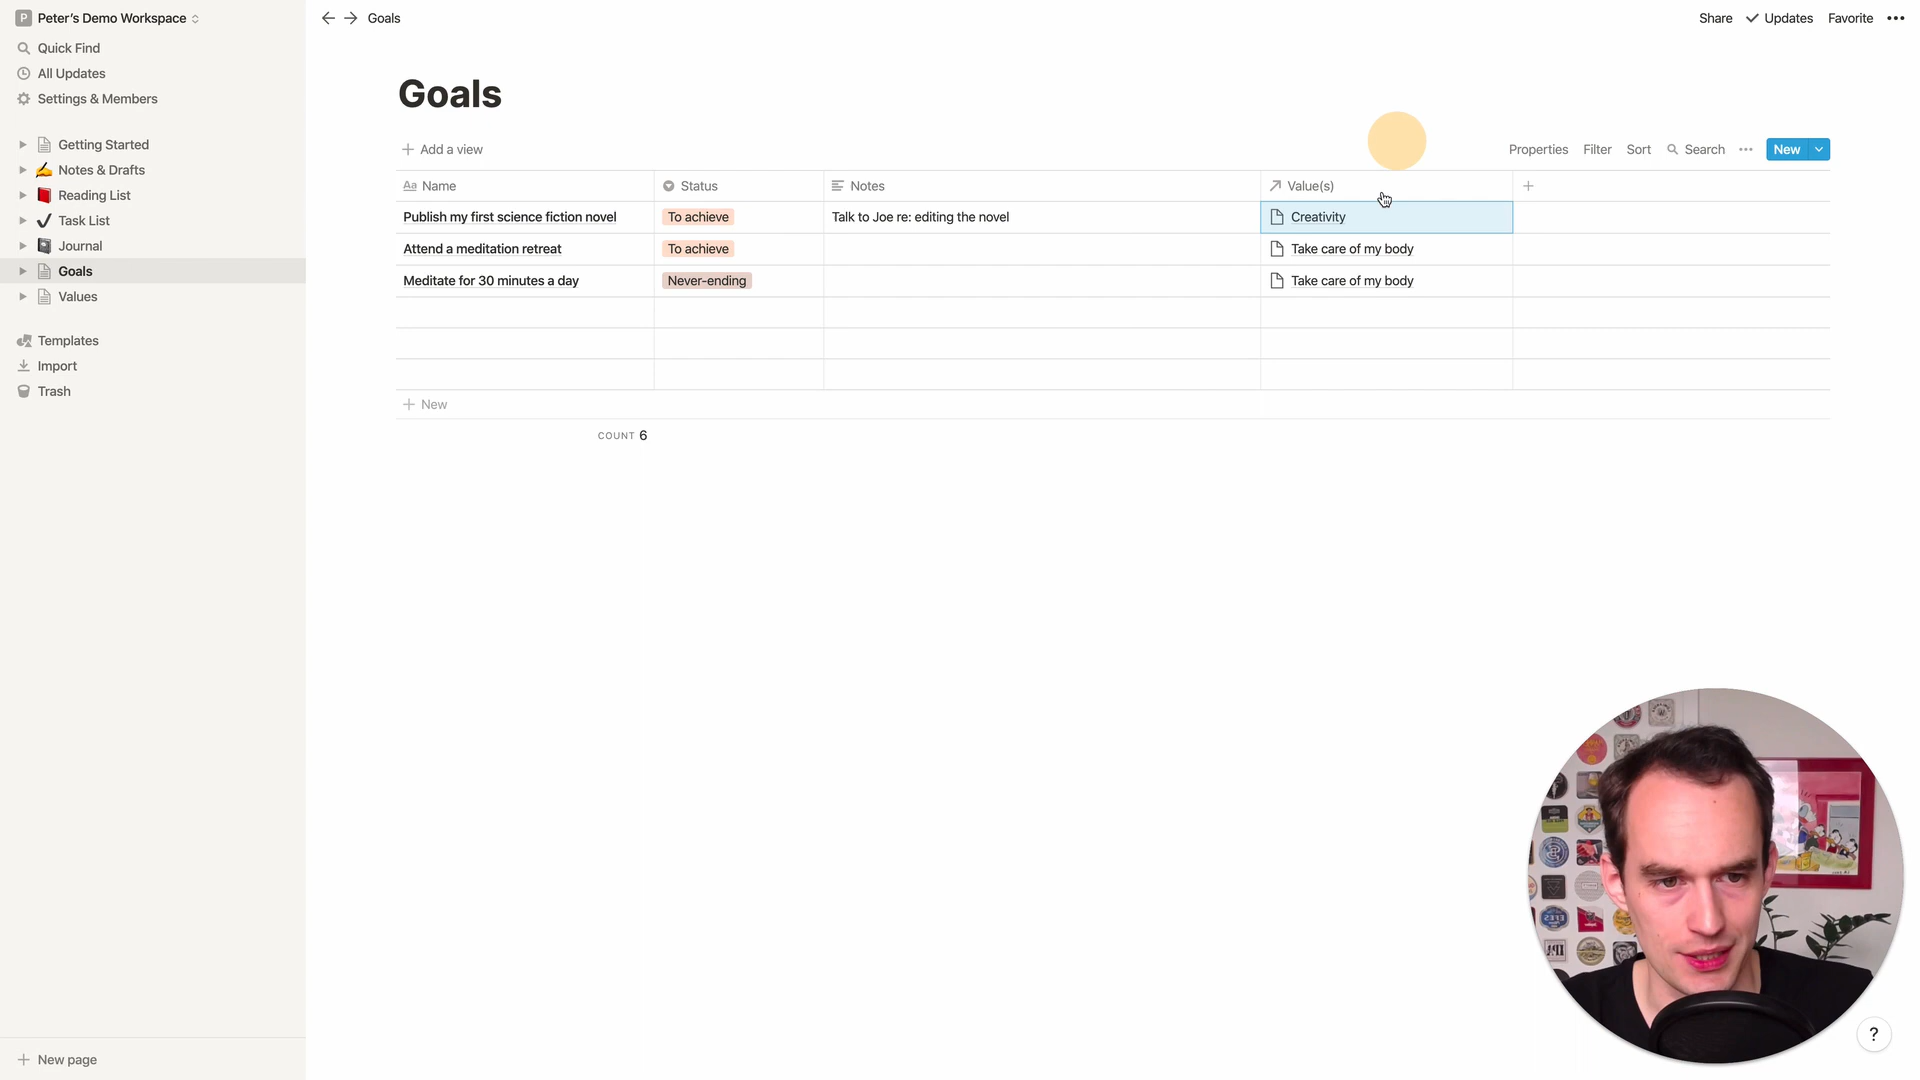 P Peter's Demo Workspace
Quick Find
All Updates
Settings & Members
Getting Started
Notes & Drafts
Reading List
Task List
Journal
Goals
Values
Templates
Import
Trash
New page
Goals
Share Updates Favorite
Goals
Add a view
Properties Filter Sort Search New
Aa Name Status Notes Value(s)
Publish my first science fiction novel To achieve Talk to Joe re: editing the novel Creativity
Attend a meditation retreat To achieve Take care of my body
Meditate for 30 minutes a day Never-ending Take care of my body
New
COUNT 6
EFES
IPA
?